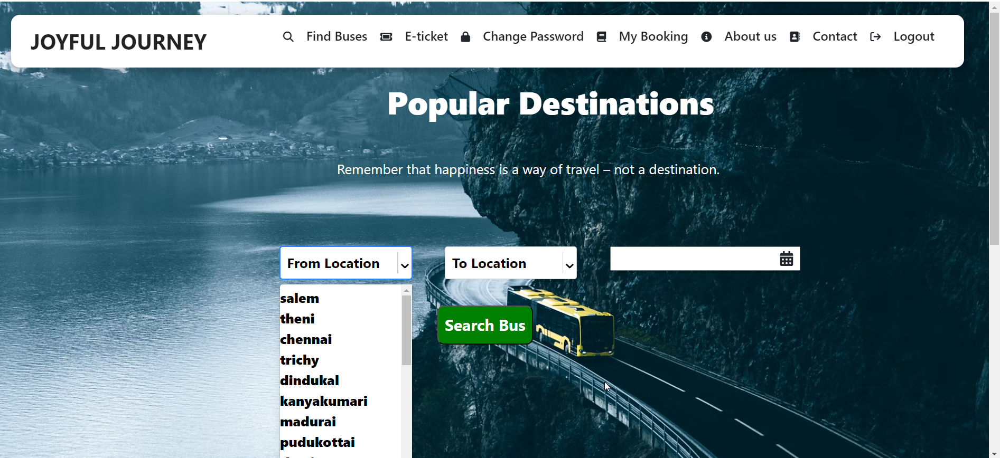 JOYFUL JOURNEY
Find Buses E-ticket Change Password My Booking About us Contact Logout
Popular Destinations
Remember that happiness is a way of travel – not a destination.
From Location To Location
salem
theni
chennai
trichy
dindukal
kanyakumari
madurai
pudukottai
Search Bus